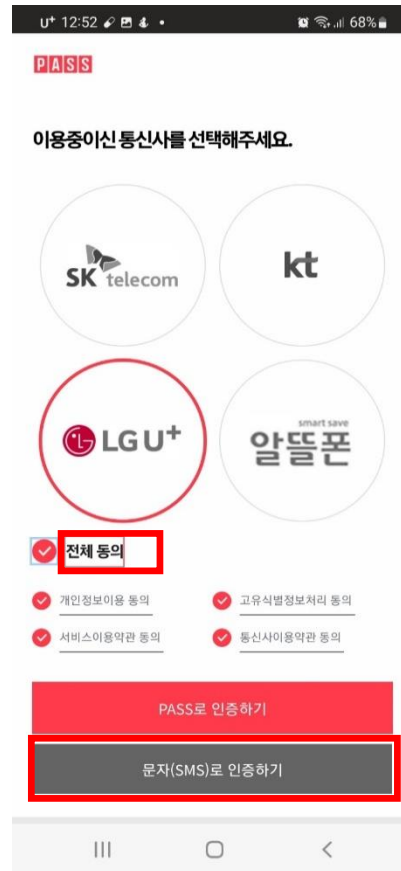 U+ 12:52 68%
PASS
이용중이신 통신사를 선택해주세요.
SK telecom
kt
LG U+
smart save
알뜰폰
전체 동의
개인정보이용 동의
고유식별정보처리 동의
서비스이용약관 동의
통신사이용약관 동의
PASS로 인증하기
문자(SMS)로 인증하기